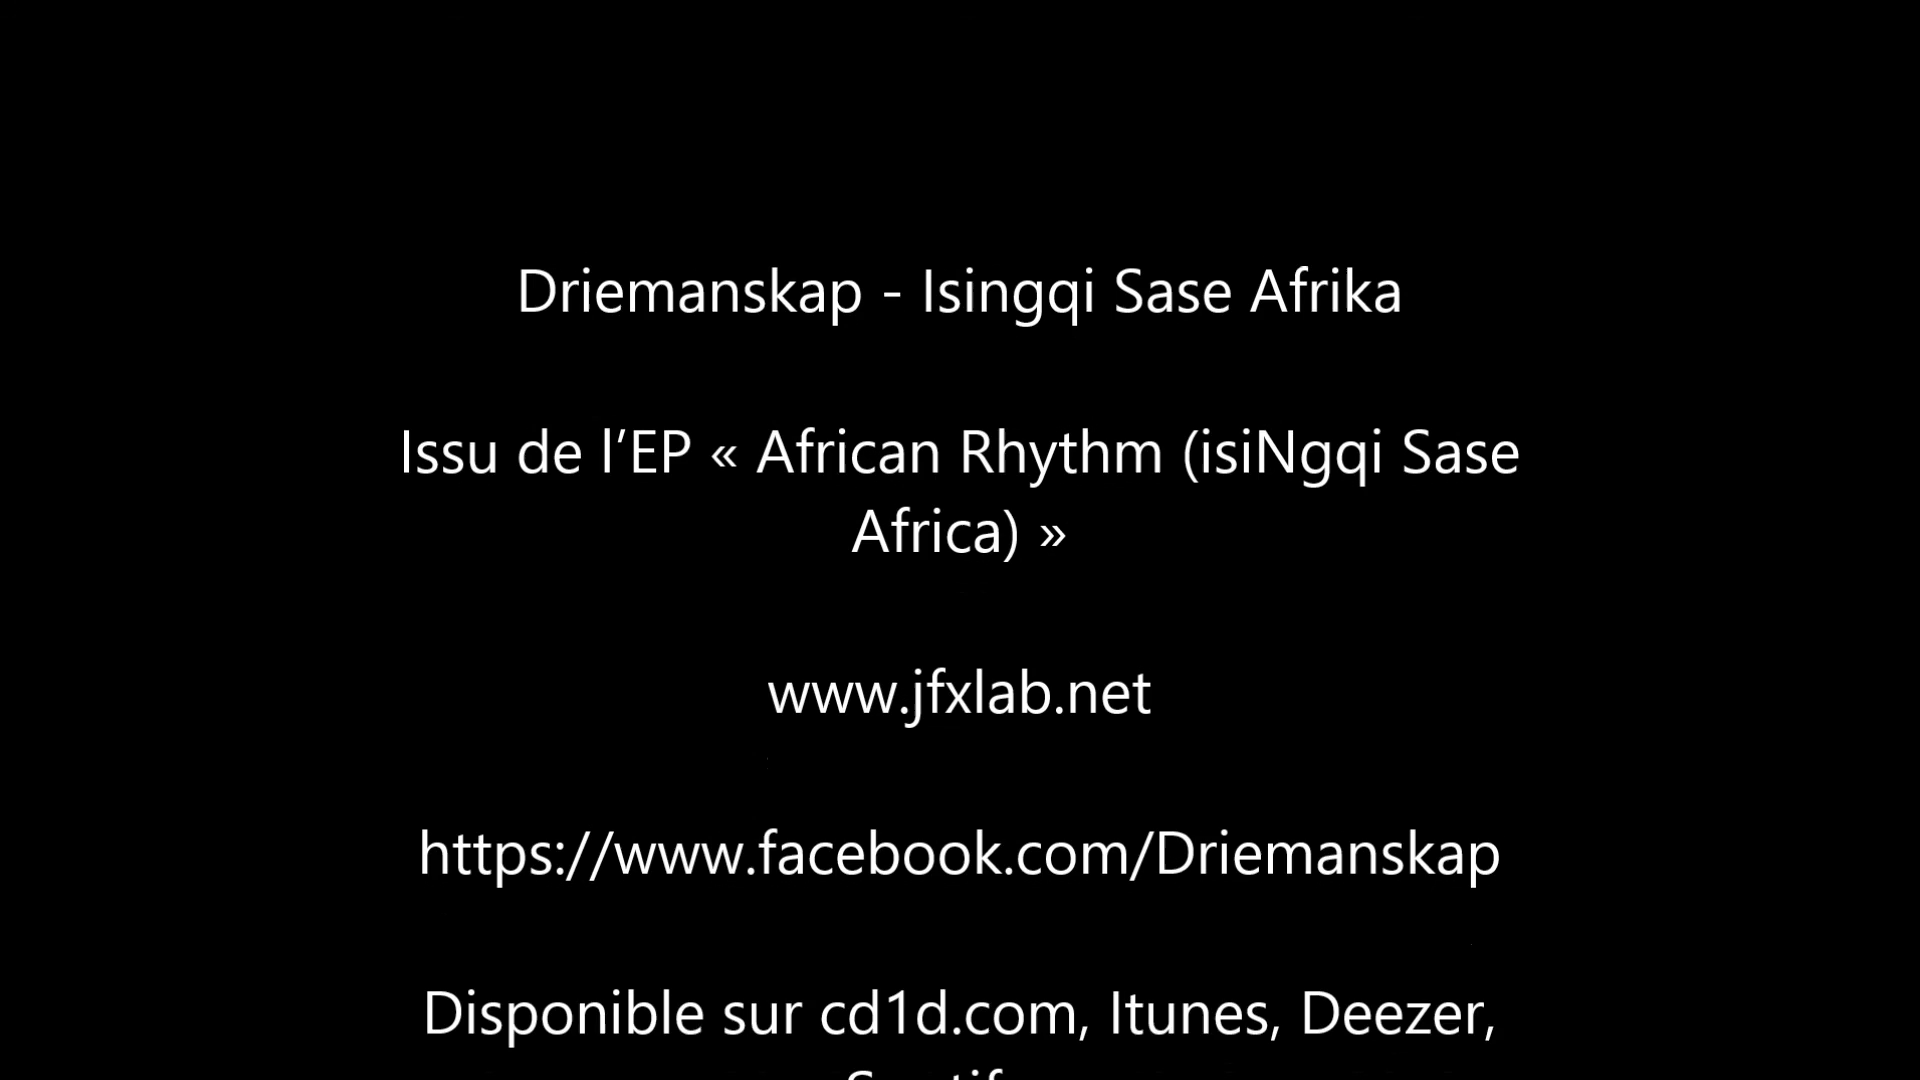 Driemanskap - Isingqi Sase Afrika
Issu de l’EP « African Rhythm (isiNgqi Sase
Africa) »
www.jfxlab.net
https://www.facebook.com/Driemanskap
Disponible sur cd1d.com, Itunes, Deezer,